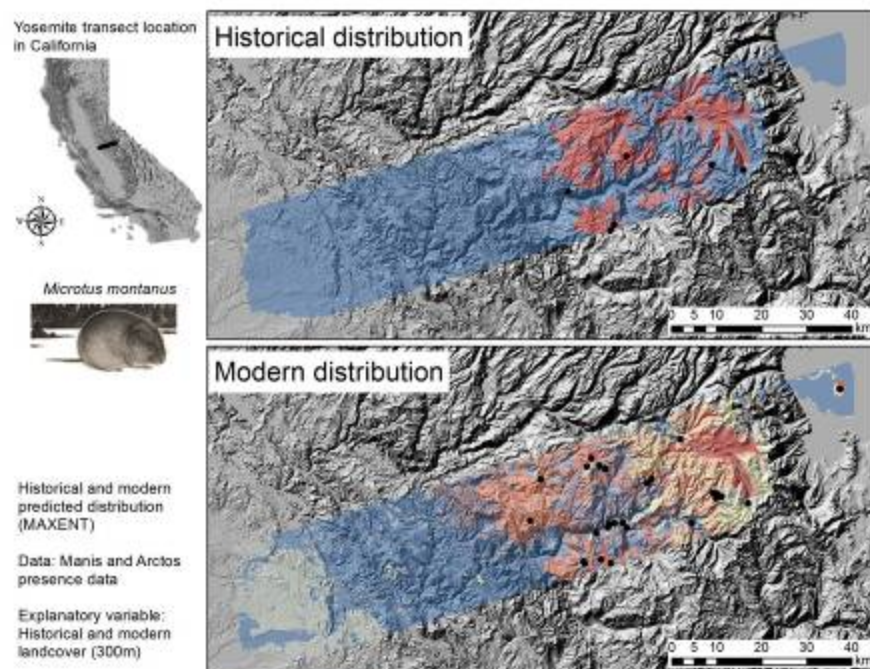 Yosemite transect location
in California
N
W
E
S
Microtus montanus
Historical and modern
predicted distribution
(MAXENT)
Data: Manis and Arctos
presence data
Explanatory variable:
Historical and modern
landcover (300m)
Historical distribution
0 5 10 20 30 40
km
Modern distribution
0 5 10 20 30 40
km